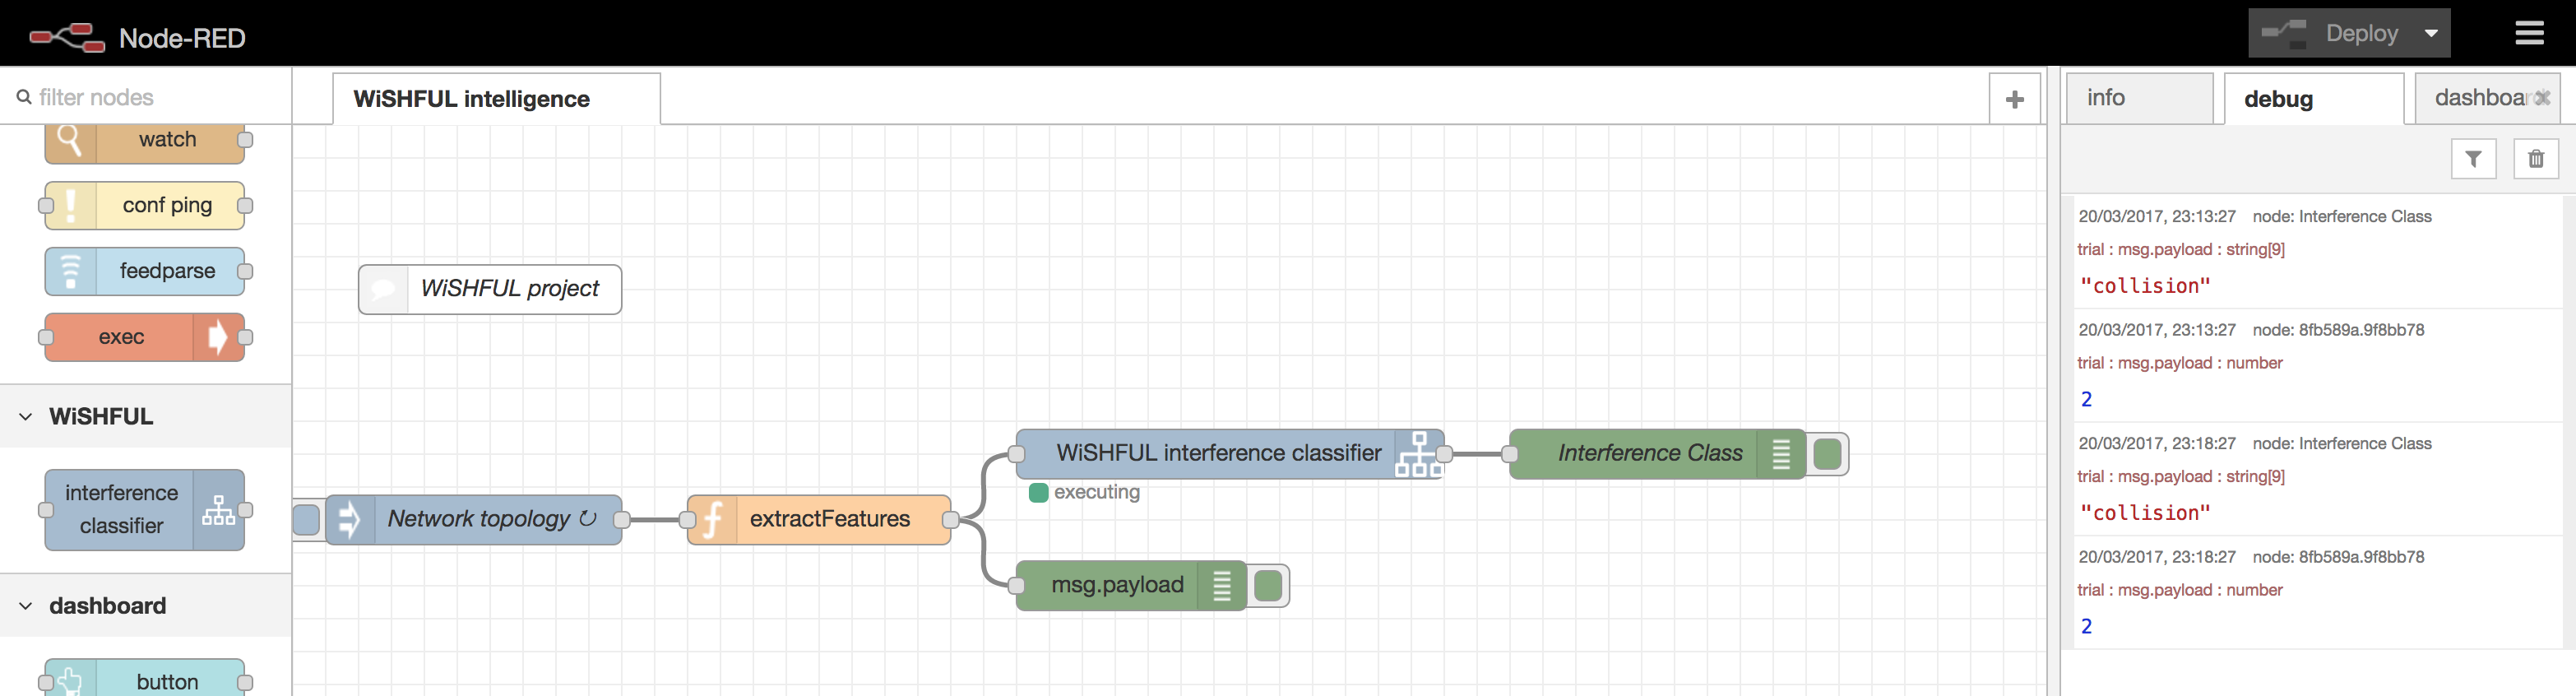 Node-RED
Deploy
filter nodes
WiSHFUL intelligence
info
debug
dashboard
watch
conf ping
feedparse
exec
WiSHFUL
interference
classifier
dashboard
button
WiSHFUL project
Network topology ↻
extractFeatures
WiSHFUL interference classifier
executing
msg.payload
Interference Class
20/03/2017, 23:13:27 node: Interference Class
trial : msg.payload : string[9]
"collision"
20/03/2017, 23:13:27 node: 8fb589a.9f8bb78
trial : msg.payload : number
2
20/03/2017, 23:18:27 node: Interference Class
trial : msg.payload : string[9]
"collision"
20/03/2017, 23:18:27 node: 8fb589a.9f8bb78
trial : msg.payload : number
2